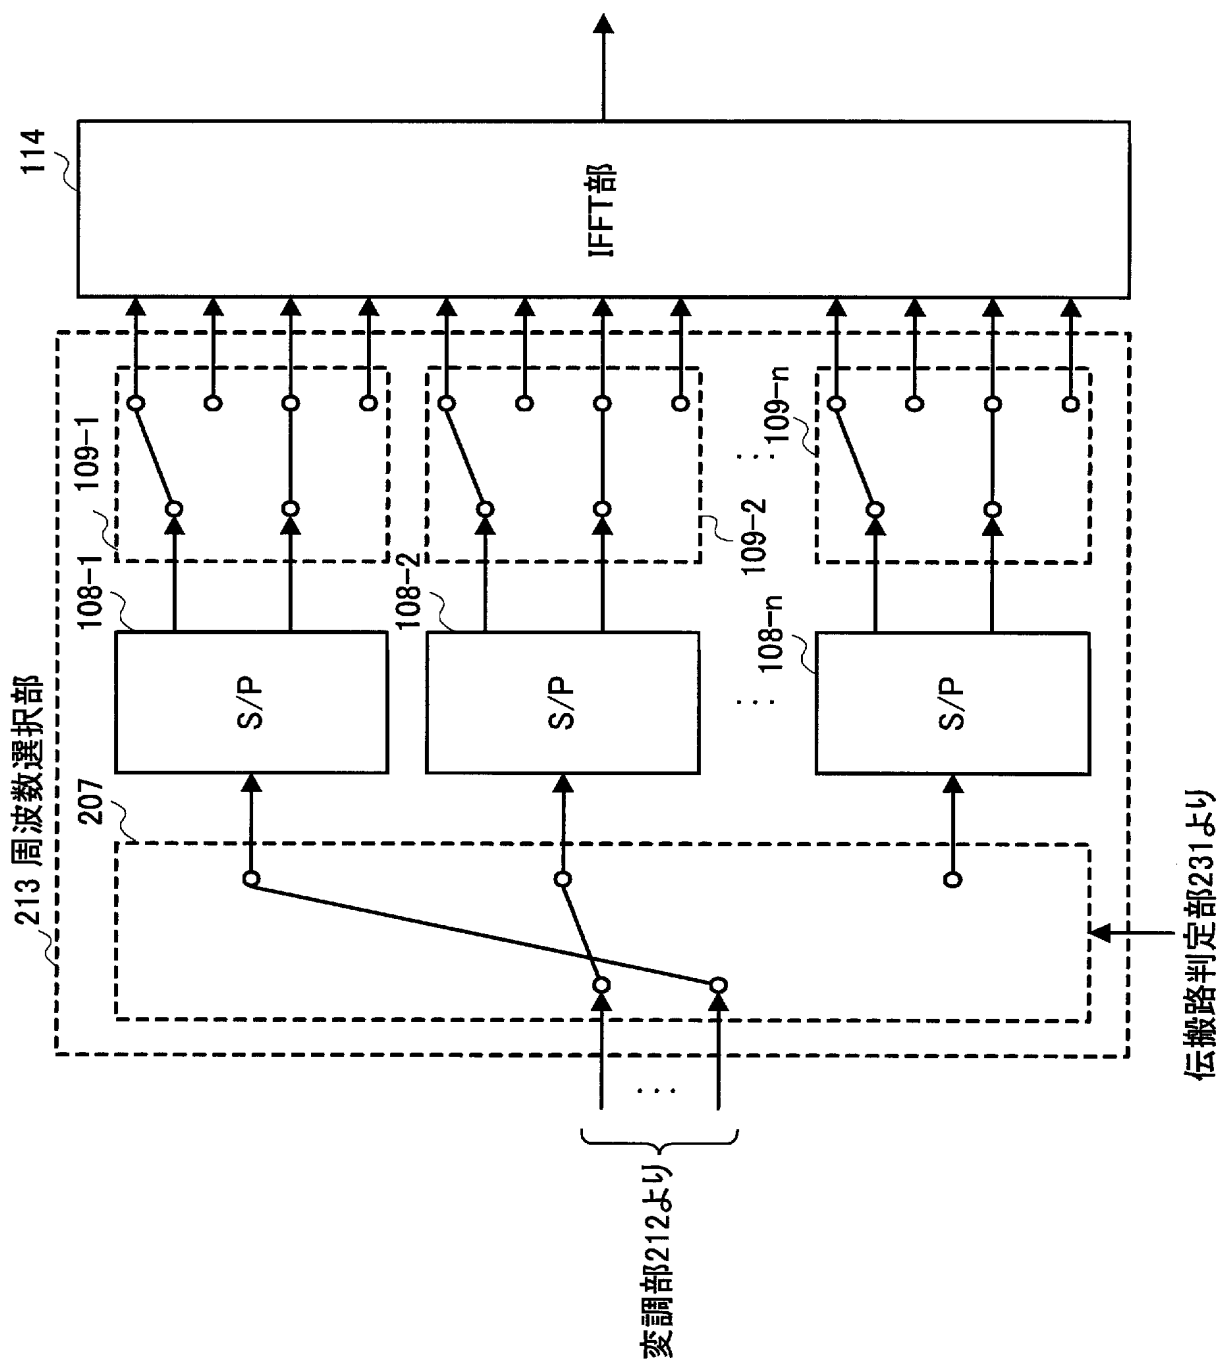 213 周波数選択部
207
108-1
109-1
114
S/P
108-2
109-2
S/P
IFFT部
...
...
108-n
109-n
S/P
変調部212より
...
伝搬路判定部231より